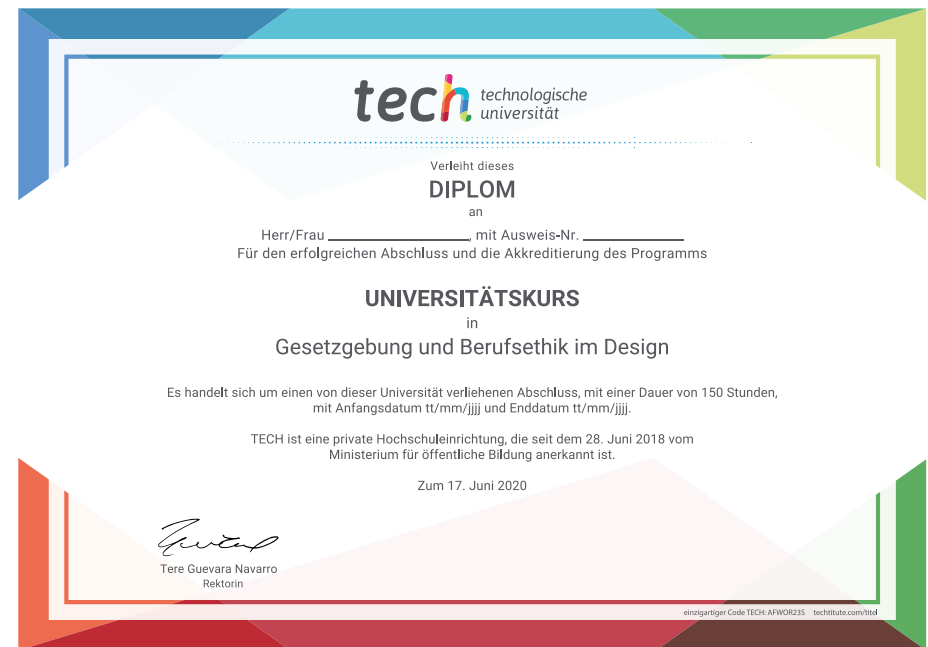 tech technologische
universität
Verleiht dieses
DIPLOM
an
Herr/Frau ____________, mit Ausweis-Nr. ____________
Für den erfolgreichen Abschluss und die Akkreditierung des Programms
UNIVERSITÄTSKURS
in
Gesetzgebung und Berufsethik im Design
Es handelt sich um einen von dieser Universität verliehenen Abschluss, mit einer Dauer von 150 Stunden,
mit Anfangsdatum tt/mm/jjjj und Enddatum tt/mm/jjjj.
TECH ist eine private Hochschuleinrichtung, die seit dem 28. Juni 2018 vom
Ministerium für öffentliche Bildung anerkannt ist.
Zum 17. Juni 2020
Tere Guevara Navarro
Rektorin
einzigartiger Code TECH: AFWOR23S techtitute.com/titel